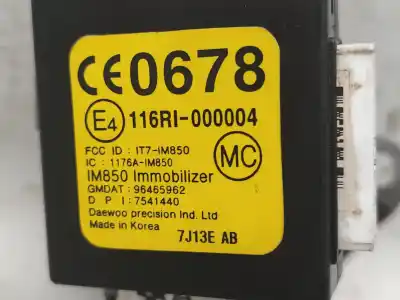 CE0678
E4 116RI-000004
FCC ID : IT7-IM850
IC : 1176A-IM850
MC
IM850 Immobilizer
GMDAT : 96465962
D P I : 7541440
Daewoo precision Ind. Ltd
Made in Korea
7J13E AB